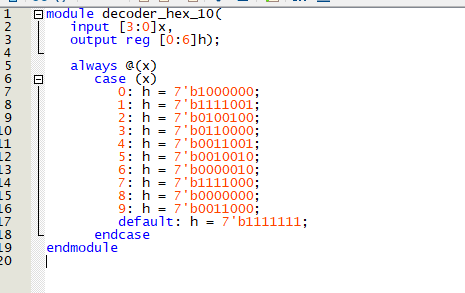 1 module decoder_hex_10(
2 input [3:0]x,
3 output reg [0:6]h);
4
5 always @(x)
6 case (x)
7 0: h = 7'b1000000;
8 1: h = 7'b1111001;
9 2: h = 7'b0100100;
10 3: h = 7'b0110000;
11 4: h = 7'b0011001;
12 5: h = 7'b0010010;
13 6: h = 7'b0000010;
14 7: h = 7'b1111000;
15 8: h = 7'b0000000;
16 9: h = 7'b0011000;
17 default: h = 7'b1111111;
18 endcase
19 endmodule
20